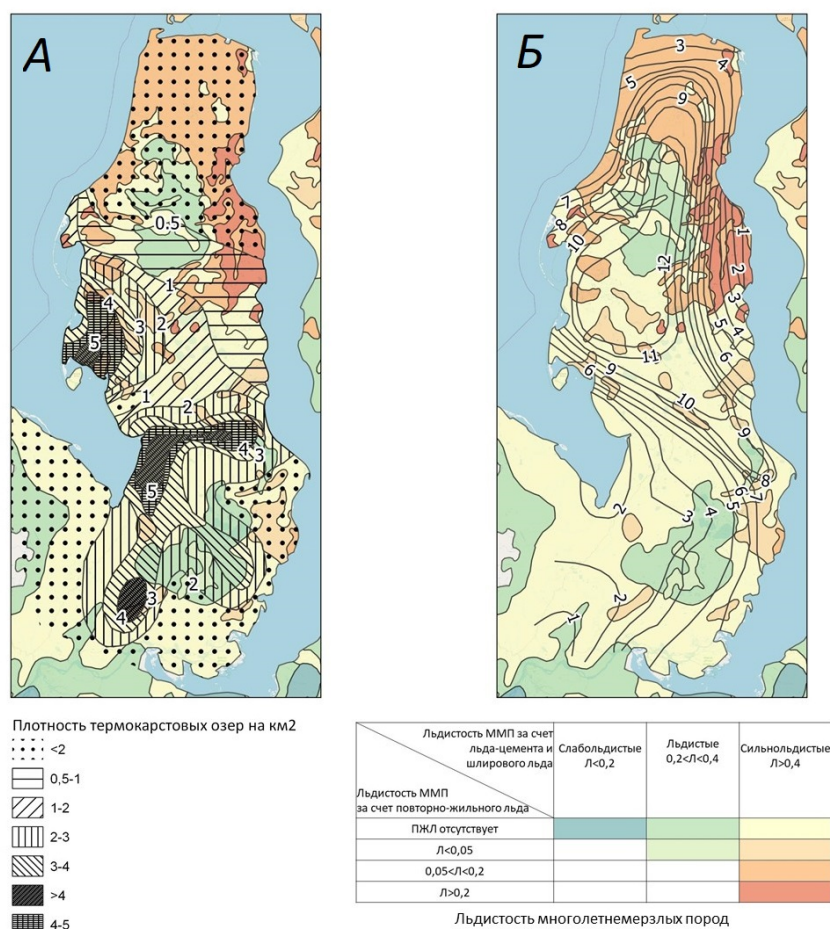 А
Б
0,5
1
4
3
2
5
1
2
4
3
5
2
3
4
3
4
5
9
7
8
10
12
1
2
3
4
5
6
11
6
9
10
9
8
7
6
5
2
3
4
2
1
Плотность термокарстовых озер на км2
<2
0,5-1
1-2
2-3
3-4
>4
4-5
Льдистость ММП за счет
льда-цемента и
шлирового льда
Льдистость ММП
за счет повторно-жильного льда
Слабольдистые
Л<0,2
Льдистые
0,2<Л<0,4
Сильнольдистые
Л>0,4
ПЖЛ отсутствует
Л<0,05
0,05<Л<0,2
Л>0,2
Льдистость многолетнемерзлых пород